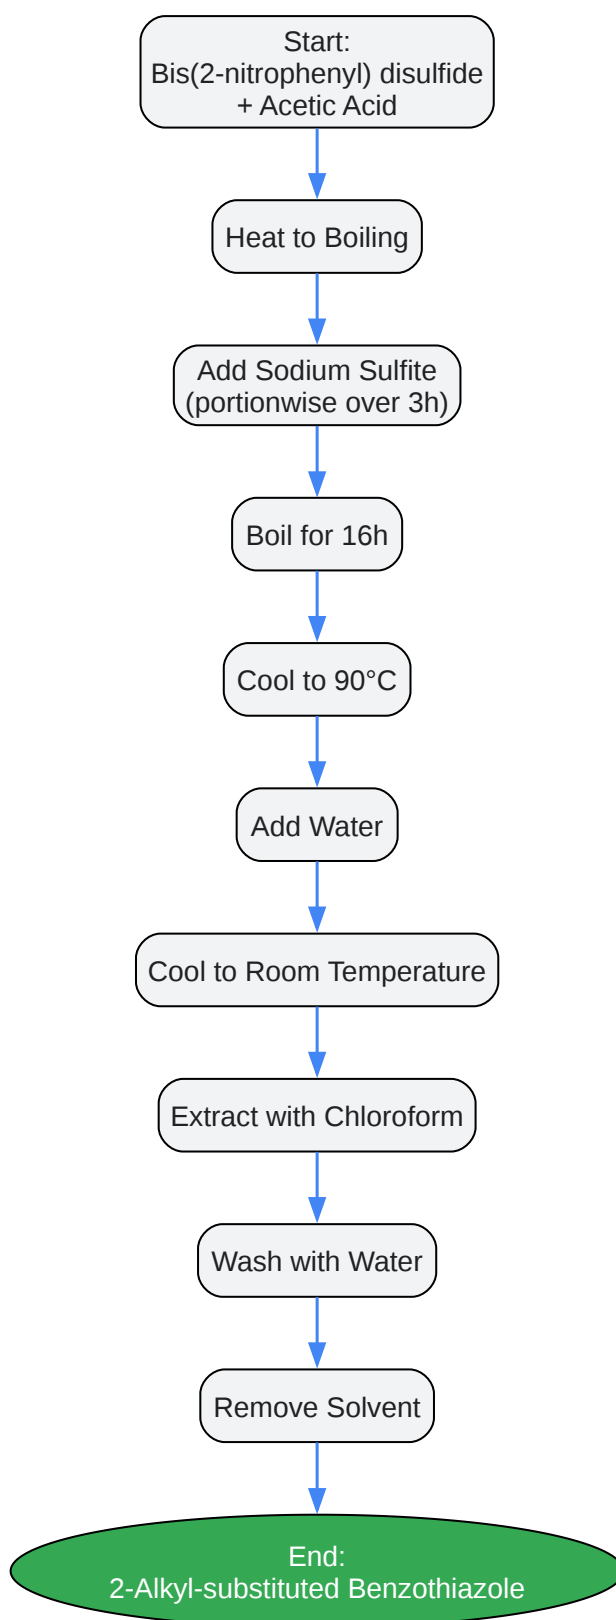 Start:
Bis(2-nitrophenyl) disulfide
+ Acetic Acid
Heat to Boiling
Add Sodium Sulfite
(portionwise over 3h)
Boil for 16h
Cool to 90°C
Add Water
Cool to Room Temperature
Extract with Chloroform
Wash with Water
Remove Solvent
End:
2-Alkyl-substituted Benzothiazole